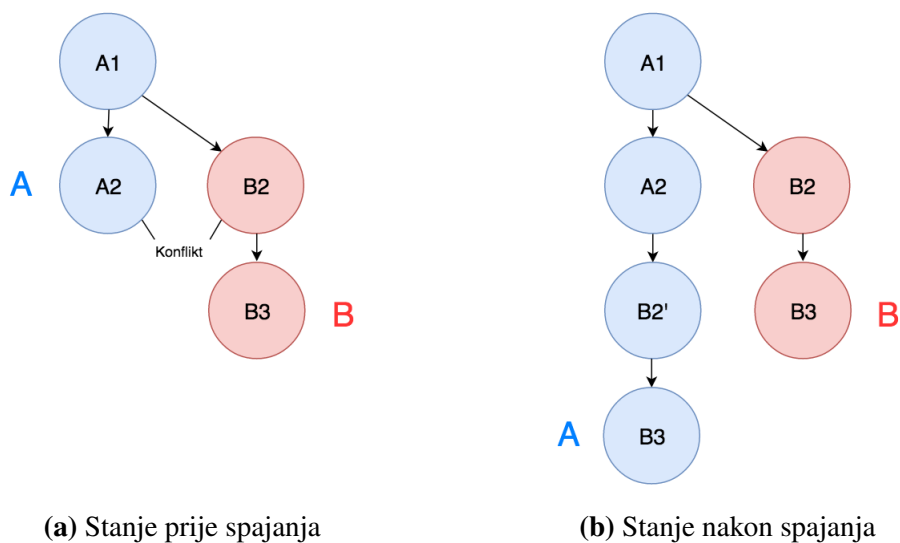 A1
A
A2
B2
Konflikt
B3
B
(a) Stanje prije spajanja
A1
A2
B2
B2'
B3
B
A
B3
(b) Stanje nakon spajanja